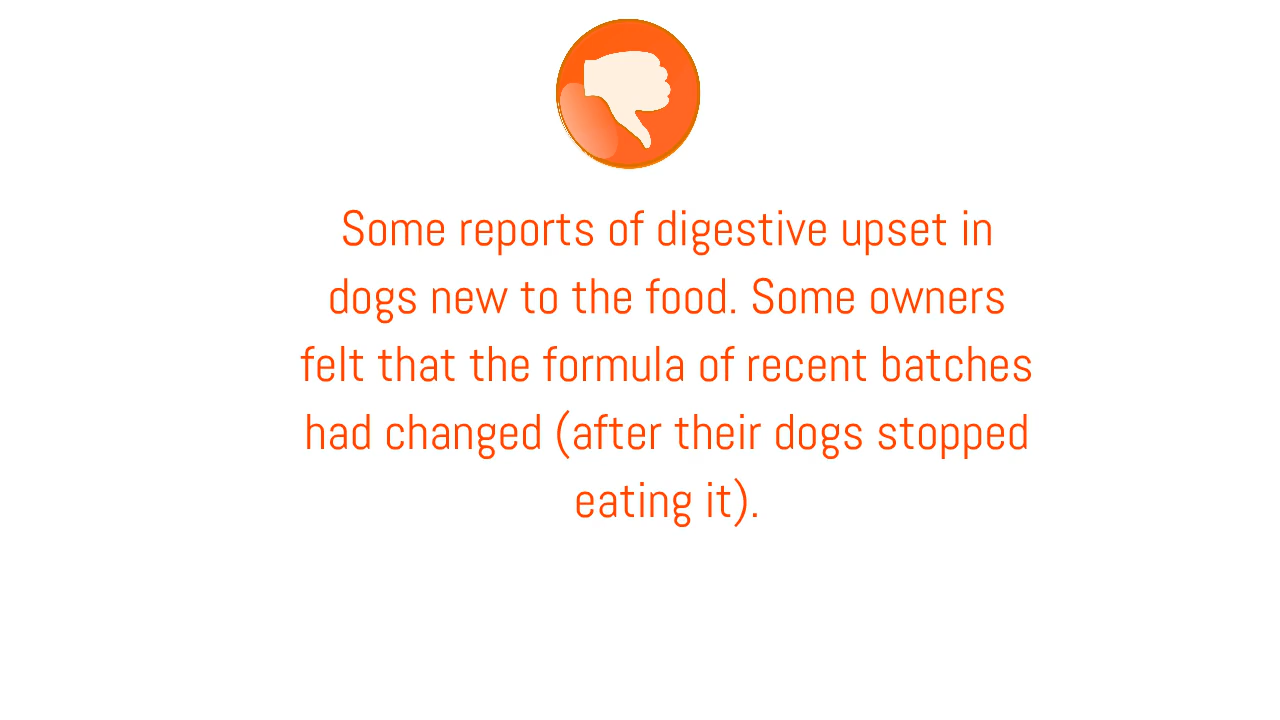 Some reports of digestive upset in
dogs new to the food. Some owners
felt that the formula of recent batches
had changed (after their dogs stopped
eating it).